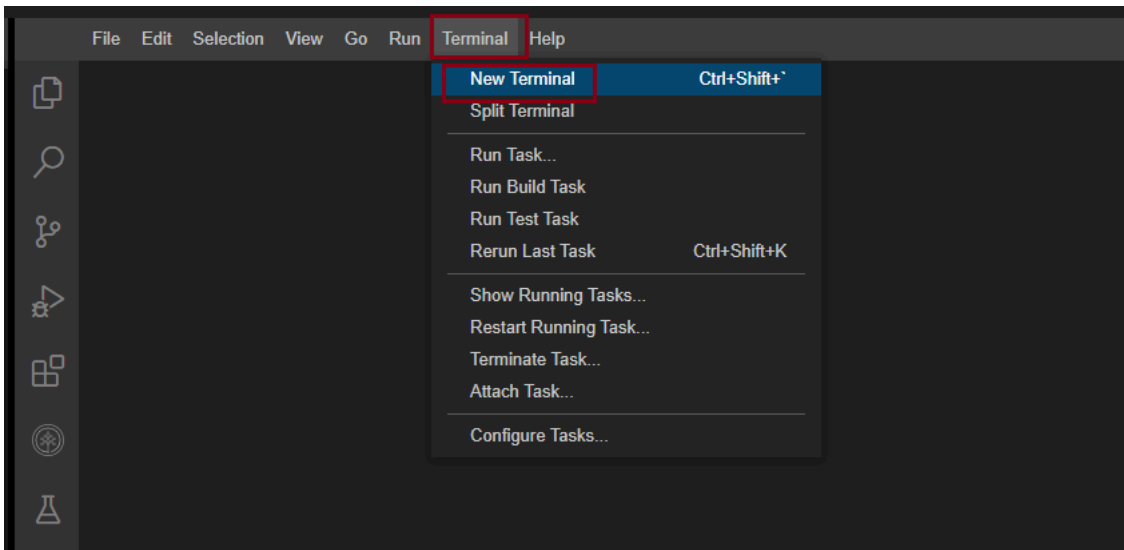 File Edit Selection View Go Run Terminal Help
New Terminal Ctrl+Shift+`
Split Terminal
Run Task...
Run Build Task
Run Test Task
Rerun Last Task Ctrl+Shift+K
Show Running Tasks...
Restart Running Task...
Terminate Task...
Attach Task...
Configure Tasks...